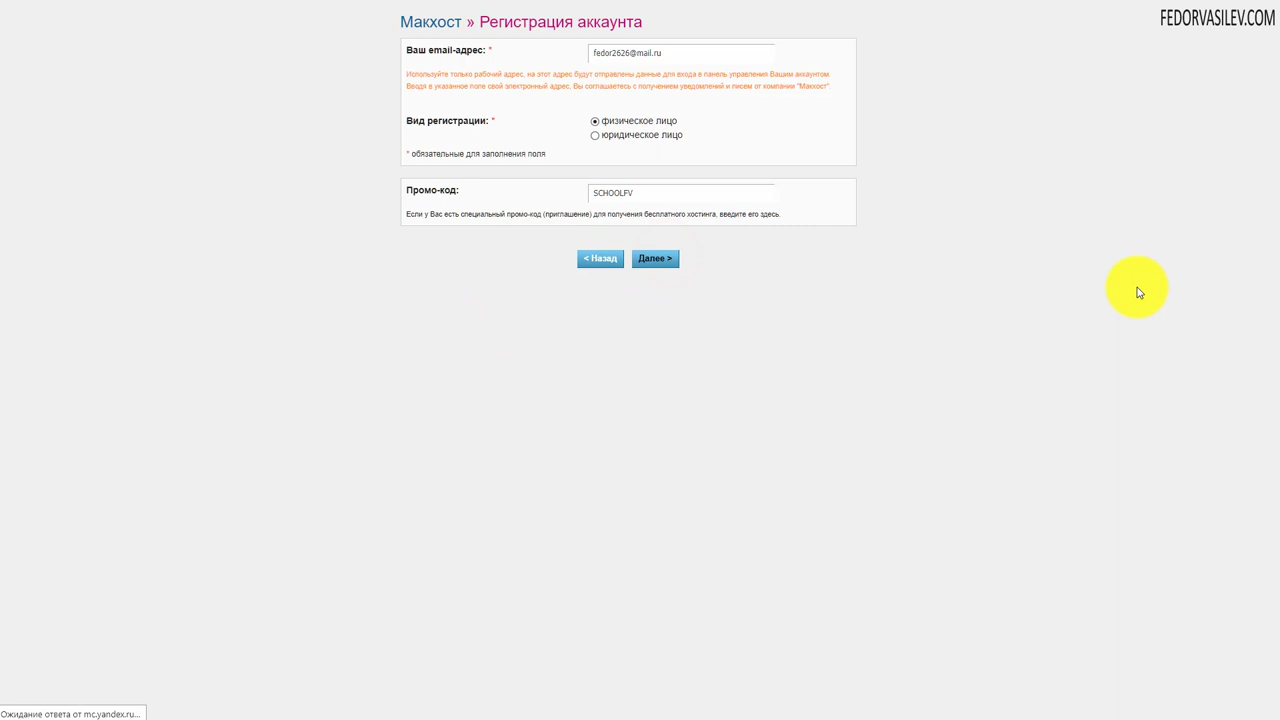 FEDORVASILEV.COM
Макхост » Регистрация аккаунта
Ваш email-адрес: * fedor2626@mail.ru
Используйте только рабочий адрес, на этот адрес будут отправлены данные для входа в панель управления Вашим аккаунтом.
Вводя в указанное поле свой электронный адрес, Вы соглашаетесь с получением уведомлений и писем от компании "Макхост".
Вид регистрации: * физическое лицо
юридическое лицо
* обязательные для заполнения поля
Промо-код: SCHOOLFV
Если у Вас есть специальный промо-код (приглашение) для получения бесплатного хостинга, введите его здесь.
< Назад Далее >
Ожидание ответа от mc.yandex.ru...